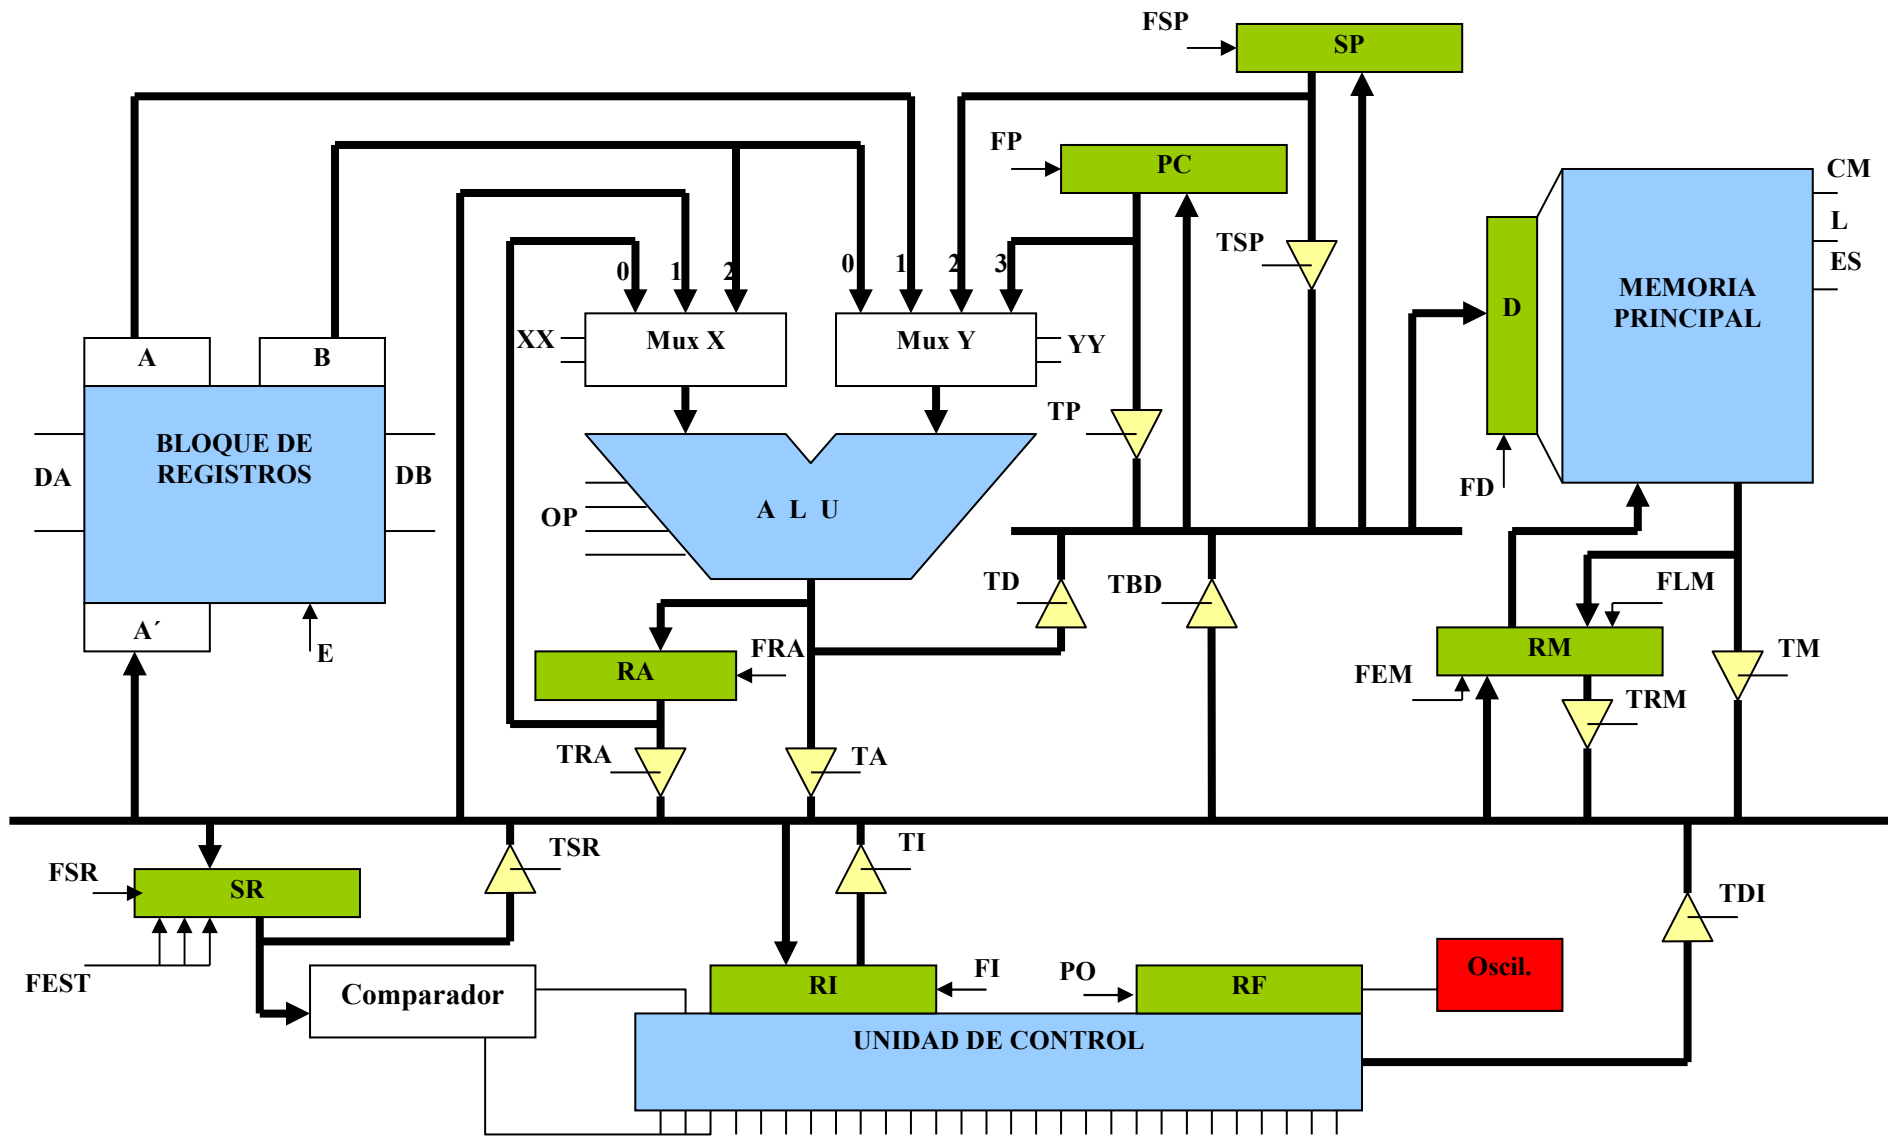 FSP
SP
FP
PC
CM
L
ES
TSP
MEMORIA
PRINCIPAL
D
0
1
2
0
1
2
3
XX
Mux X
Mux Y
YY
A
B
TP
BLOQUE DE
REGISTROS
DA
DB
FD
OP
A L U
TD
TBD
FLM
A´
E
FRA
RA
RM
TM
FEM
TRM
TRA
TA
TSR
TI
FSR
SR
TDI
FEST
Comparador
RI
FI
PO
RF
Oscil.
UNIDAD DE CONTROL